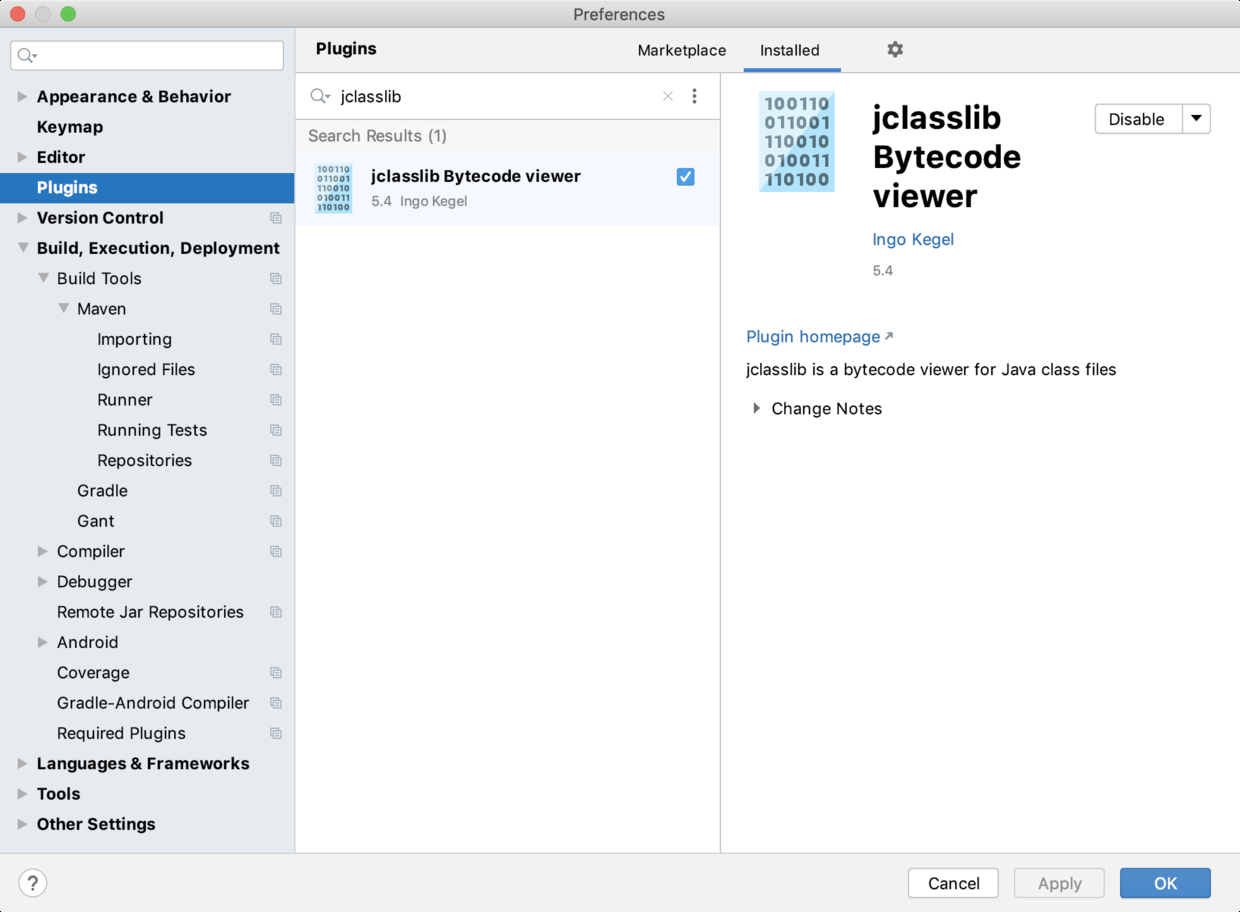 Preferences
Plugins
Marketplace
Installed
Appearance & Behavior
Keymap
Editor
Plugins
Version Control
Build, Execution, Deployment
Build Tools
Maven
Importing
Ignored Files
Runner
Running Tests
Repositories
Gradle
Gant
Compiler
Debugger
Remote Jar Repositories
Android
Coverage
Gradle-Android Compiler
Required Plugins
Languages & Frameworks
Tools
Other Settings
jclasslib
Search Results (1)
100110
011001
110010
010011
110100
jclasslib Bytecode viewer
5.4 Ingo Kegel
100110
011001
110010
010011
110100
jclasslib
Bytecode
viewer
Disable
Ingo Kegel
5.4
Plugin homepage
jclasslib is a bytecode viewer for Java class files
Change Notes
?
Cancel
Apply
OK